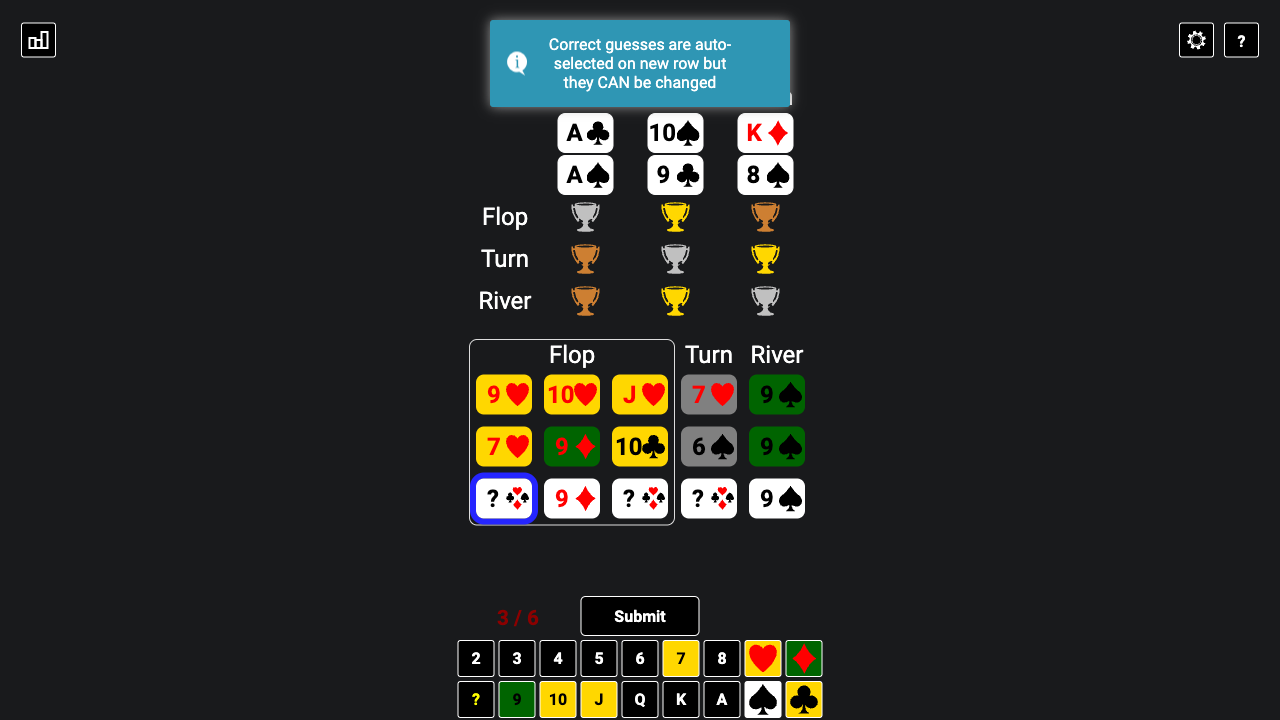 Correct guesses are auto-
selected on new row but
they CAN be changed
?
A 10 K
A 9 8
Flop
Turn
River
Flop Turn River
9 10 J 7 9
7 9 10 6 9
? 9 ? ? 9
3 / 6
Submit
2 3 4 5 6 7 8
? 9 10 J Q K A